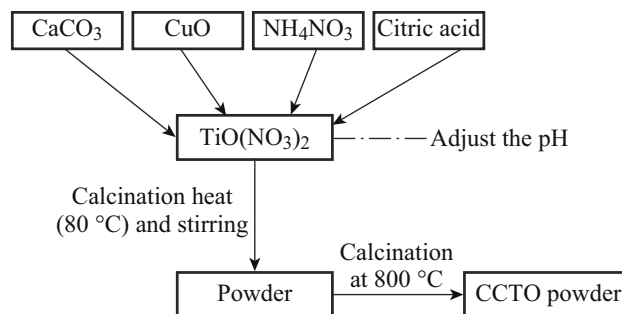 CaCO₃ CuO NH₄NO₃ Citric acid
TiO(NO₃)₂ Adjust the pH
Calcination heat
(80 °C) and stirring
Calcination
at 800 °C
Powder CCTO powder